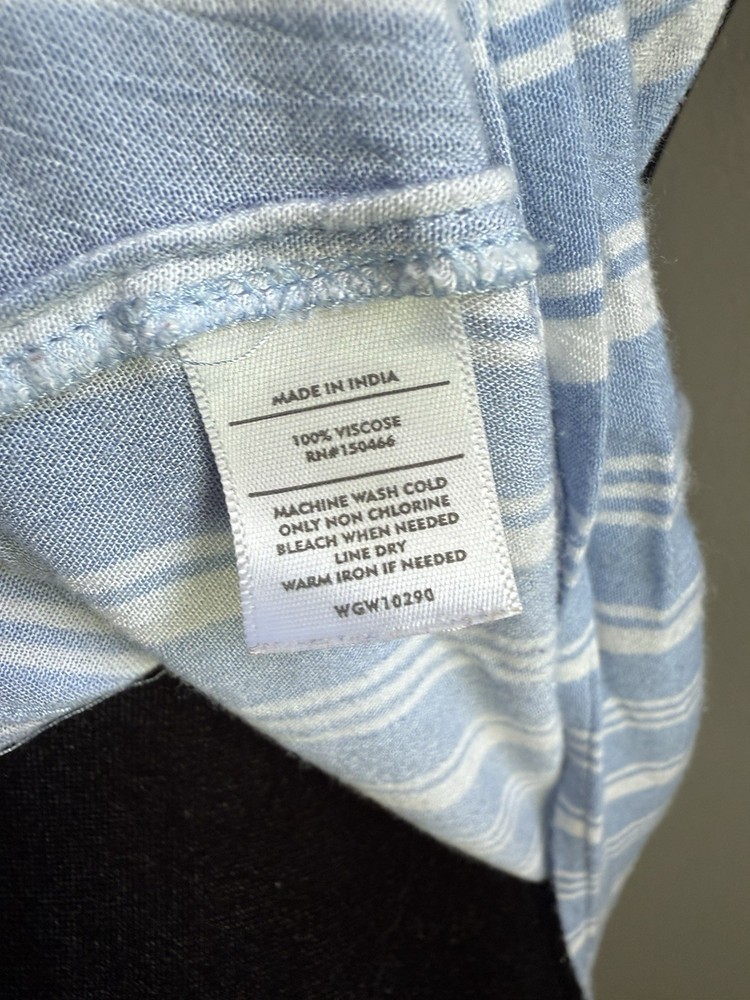 MADE IN INDIA
100% VISCOSE
RN#150466
MACHINE WASH COLD
ONLY NON CHLORINE
BLEACH WHEN NEEDED
LINE DRY
WARM IRON IF NEEDED
WGW10290